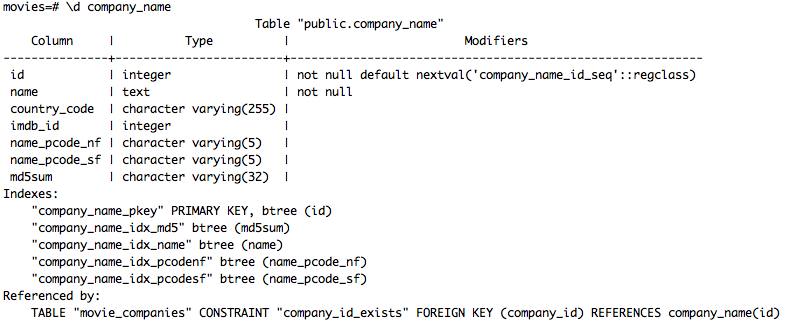 movies=# \d company_name
                                  Table "public.company_name"
    Column     |          Type          |                         Modifiers
---------------+------------------------+-----------------------------------------------------------
 id            | integer                | not null default nextval('company_name_id_seq'::regclass)
 name          | text                   | not null
 country_code  | character varying(255) |
 imdb_id       | integer                |
 name_pcode_nf | character varying(5)   |
 name_pcode_sf | character varying(5)   |
 md5sum        | character varying(32)  |
Indexes:
    "company_name_pkey" PRIMARY KEY, btree (id)
    "company_name_idx_md5" btree (md5sum)
    "company_name_idx_name" btree (name)
    "company_name_idx_pcodenf" btree (name_pcode_nf)
    "company_name_idx_pcodesf" btree (name_pcode_sf)
Referenced by:
    TABLE "movie_companies" CONSTRAINT "company_id_exists" FOREIGN KEY (company_id) REFERENCES company_name(id)